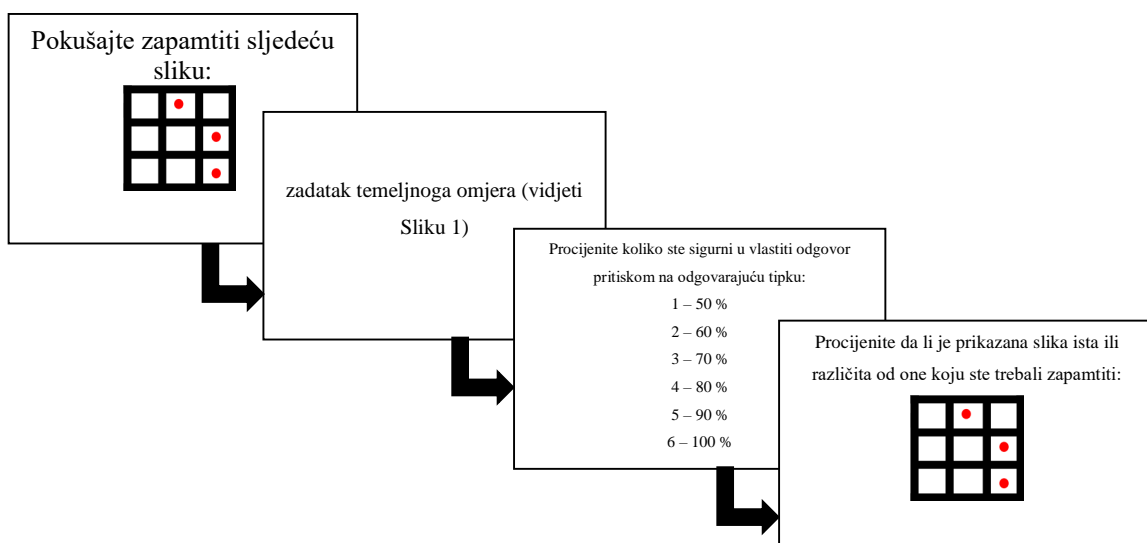 Pokušajte zapamtiti sljedeću
sliku:
zadatak temeljnoga omjera (vidjeti
Sliku 1)
Procijenite koliko ste sigurni u vlastiti odgovor
pritiskom na odgovarajuću tipku:
1 – 50 %
2 – 60 %
3 – 70 %
4 – 80 %
5 – 90 %
6 – 100 %
Procijenite da li je prikazana slika ista ili
različita od one koju ste trebali zapamtiti: